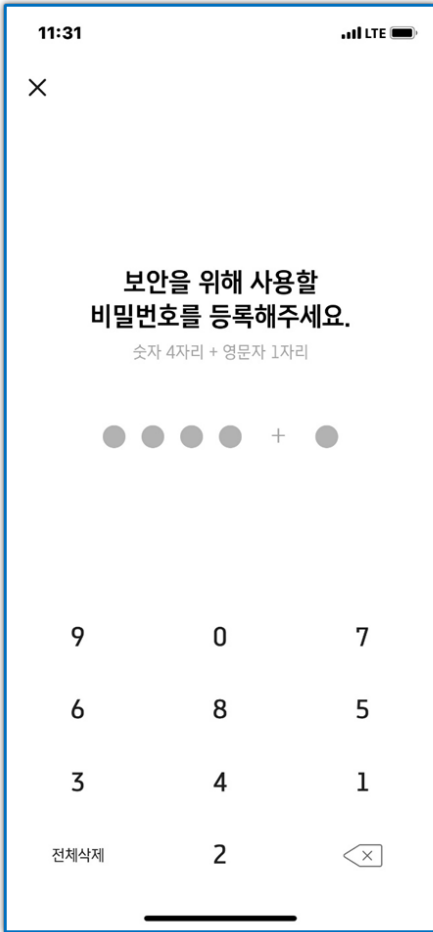 11:31 LTE
보안을 위해 사용할
비밀번호를 등록해주세요.
숫자 4자리 + 영문자 1자리
+
9 0 7
6 8 5
3 4 1
전체삭제 2